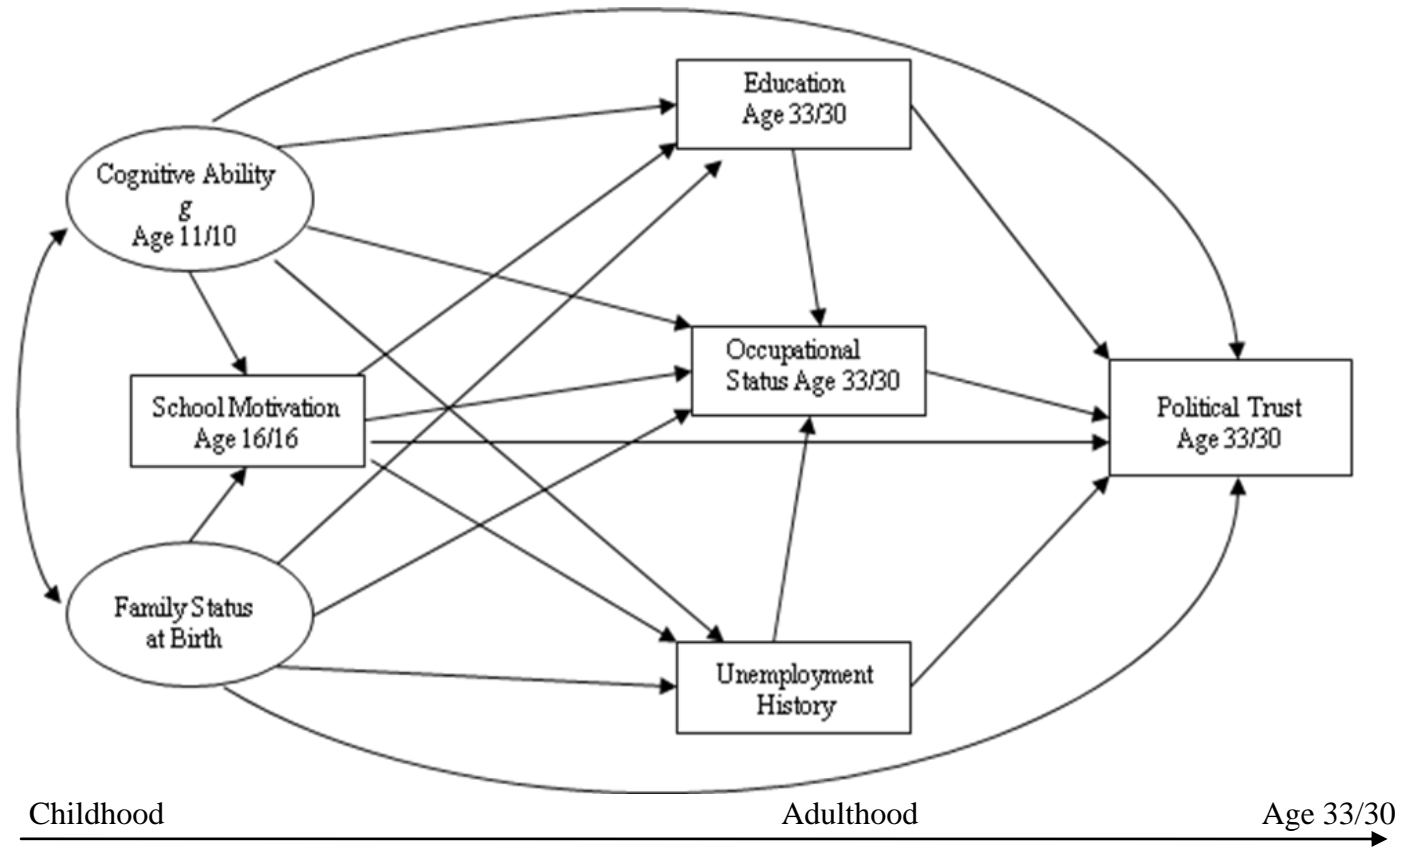 Education
Age 33/30
Cognitive Ability
g
Age 11/10
Occupational
Status Age 33/30
School Motivation
Age 16/16
Political Trust
Age 33/30
Family Status
at Birth
Unemployment
History
Childhood
Adulthood
Age 33/30